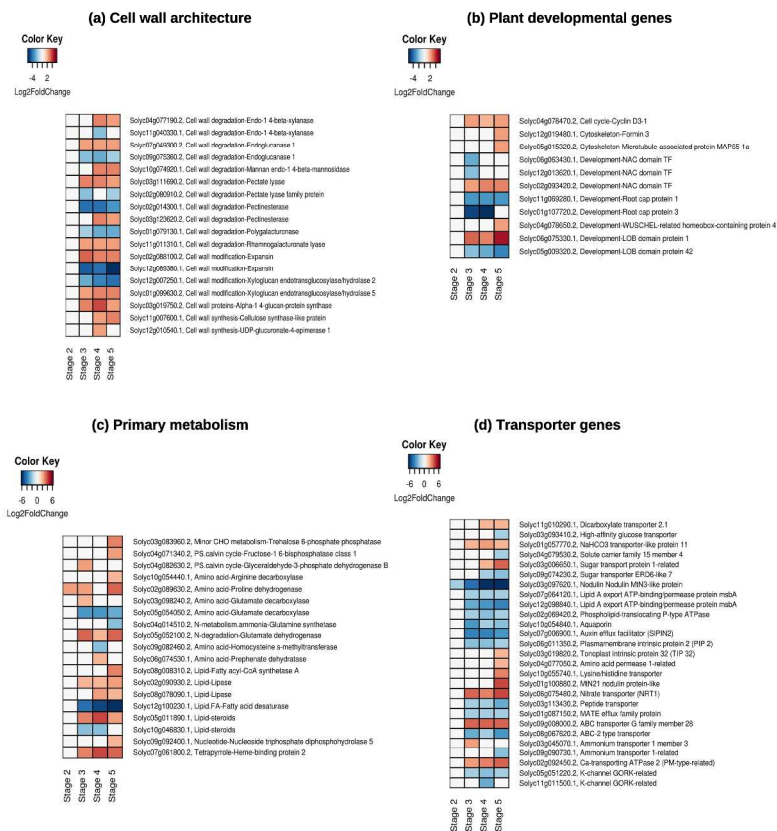 (a) Cell wall architecture
Color Key
-4 2
Log2FoldChange
Solyc04g077190.2, Cell wall degradation-Endo-1 4-beta-xylanase
Solyc11g040330.1, Cell wall degradation-Endo-1 4-beta-xylanase
Solyc07g049300.2, Cell wall degradation-Endoglucanase 1
Solyc09g075360.2, Cell wall degradation-Endoglucanase 1
Solyc10g074920.1, Cell wall degradation-Mannan endo-1 4-beta-mannosidase
Solyc03g111690.2, Cell wall degradation-Pectate lyase
Solyc02g080910.2, Cell wall degradation-Pectate lyase family protein
Solyc02g014300.1, Cell wall degradation-Pectinesterase
Solyc03g123620.2, Cell wall degradation-Pectinesterase
Solyc01g079130.1, Cell wall degradation-Polygalacturonase
Solyc11g011310.1, Cell wall degradation-Rhamnogalacturonate lyase
Solyc02g088100.2, Cell wall modification-Expansin
Solyc12g089380.1, Cell wall modification-Expansin
Solyc12g007250.1, Cell wall modification-Xyloglucan endotransglucosylase/hydrolase 2
Solyc01g099630.2, Cell wall modification-Xyloglucan endotransglucosylase/hydrolase 5
Solyc03g019750.2, Cell wall proteins-Alpha-1 4-glucan-protein synthase
Solyc11g007600.1, Cell wall synthesis-Cellulose synthase-like protein
Solyc12g010540.1, Cell wall synthesis-UDP-glucuronate-4-epimerase 1
Stage 2
Stage 3
Stage 4
Stage 5
(b) Plant developmental genes
Color Key
-4 2
Log2FoldChange
Solyc04g078470.2, Cell cycle-Cyclin D3-1
Solyc12g019480.1, Cytoskeleton-Formin 3
Solyc05g015320.2, Cytoskeleton-Microtubule-associated protein MAP65 1a
Solyc06g063430.1, Development-NAC domain TF
Solyc12g013620.1, Development-NAC domain TF
Solyc02g093420.2, Development-NAC domain TF
Solyc11g069280.1, Development-Root cap protein 1
Solyc01g107720.2, Development-Root cap protein 3
Solyc04g078650.2, Development-WUSCHEL-related homeobox-containing protein 4
Solyc06g075330.1, Development-LOB domain protein 1
Solyc05g009320.2, Development-LOB domain protein 42
Stage 2
Stage 3
Stage 4
Stage 5
(c) Primary metabolism
Color Key
-6 0 6
Log2FoldChange
Solyc03g083960.2, Minor CHO metabolism-Trehalose 6-phosphate phosphatase
Solyc04g071340.2, PS.calvin cycle-Fructose-1 6-bisphosphatase class 1
Solyc04g082630.2, PS.calvin cycle-Glyceraldehyde-3-phosphate dehydrogenase B
Solyc10g054440.1, Amino acid-Arginine decarboxylase
Solyc02g089630.2, Amino acid-Proline dehydrogenase
Solyc03g098240.2, Amino acid-Glutamate decarboxylase
Solyc05g054050.2, Amino acid-Glutamate decarboxylase
Solyc04g014510.2, N-metabolism ammonia-Glutamine synthetase
Solyc05g052100.2, N-degradation-Glutamate dehydrogenase
Solyc09g082460.2, Amino acid-Homocysteine s-methyltransferase
Solyc06g074530.1, Amino acid-Prephenate dehydratase
Solyc08g008310.2, Lipid-Fatty acyl-CoA synthetase A
Solyc02g090930.2, Lipid-Lipase
Solyc08g078090.1, Lipid-Lipase
Solyc12g100230.1, Lipid.FA-Fatty acid desaturase
Solyc05g011890.1, Lipid-steroids
Solyc10g046830.1, Lipid-steroids
Solyc09g092400.1, Nucleotide-Nucleoside triphosphate diphosphohydrolase 5
Solyc07g061800.2, Tetrapyrrole-Heme-binding protein 2
Stage 2
Stage 3
Stage 4
Stage 5
(d) Transporter genes
Color Key
-6 0 6
Log2FoldChange
Solyc11g010290.1, Dicarboxylate transporter 2.1
Solyc03g093410.2, High-affinity glucose transporter
Solyc01g057770.2, NaHCO3 transporter-like protein 11
Solyc04g079530.2, Solute carrier family 15 member 4
Solyc03g006650.1, Sugar transport protein 1-related
Solyc09g074230.2, Sugar transporter ERD6-like 7
Solyc03g097620.1, Nodulin Nodulin MtN3-like protein
Solyc07g064120.1, Lipid A export ATP-binding/permease protein msbA
Solyc12g098840.1, Lipid A export ATP-binding/permease protein msbA
Solyc02g069420.2, Phospholipid-translocating P-type ATPase
Solyc10g054840.1, Aquaporin
Solyc07g006900.1, Auxin efflux facilitator (SlPIN2)
Solyc06g011350.2, Plasmamembrane intrinsic protein 2 (PIP 2)
Solyc03g019820.2, Tonoplast intrinsic protein 32 (TIP 32)
Solyc04g077050.2, Amino acid permease 1-related
Solyc10g055740.1, Lysine/histidine transporter
Solyc01g100880.2, MtN21 nodulin protein-like
Solyc06g075480.2, Nitrate transporter (NRT1)
Solyc03g113430.2, Peptide transporter
Solyc01g087150.2, MATE efflux family protein
Solyc09g008000.2, ABC transporter G family member 28
Solyc08g067620.2, ABC-2 type transporter
Solyc03g045070.1, Ammonium transporter 1 member 3
Solyc09g090730.1, Ammonium transporter 1-related
Solyc02g092450.2, Ca-transporting ATPase 2 (PM-type-related)
Solyc05g051220.2, K-channel GORK-related
Solyc11g011500.1, K-channel GORK-related
Stage 2
Stage 3
Stage 4
Stage 5